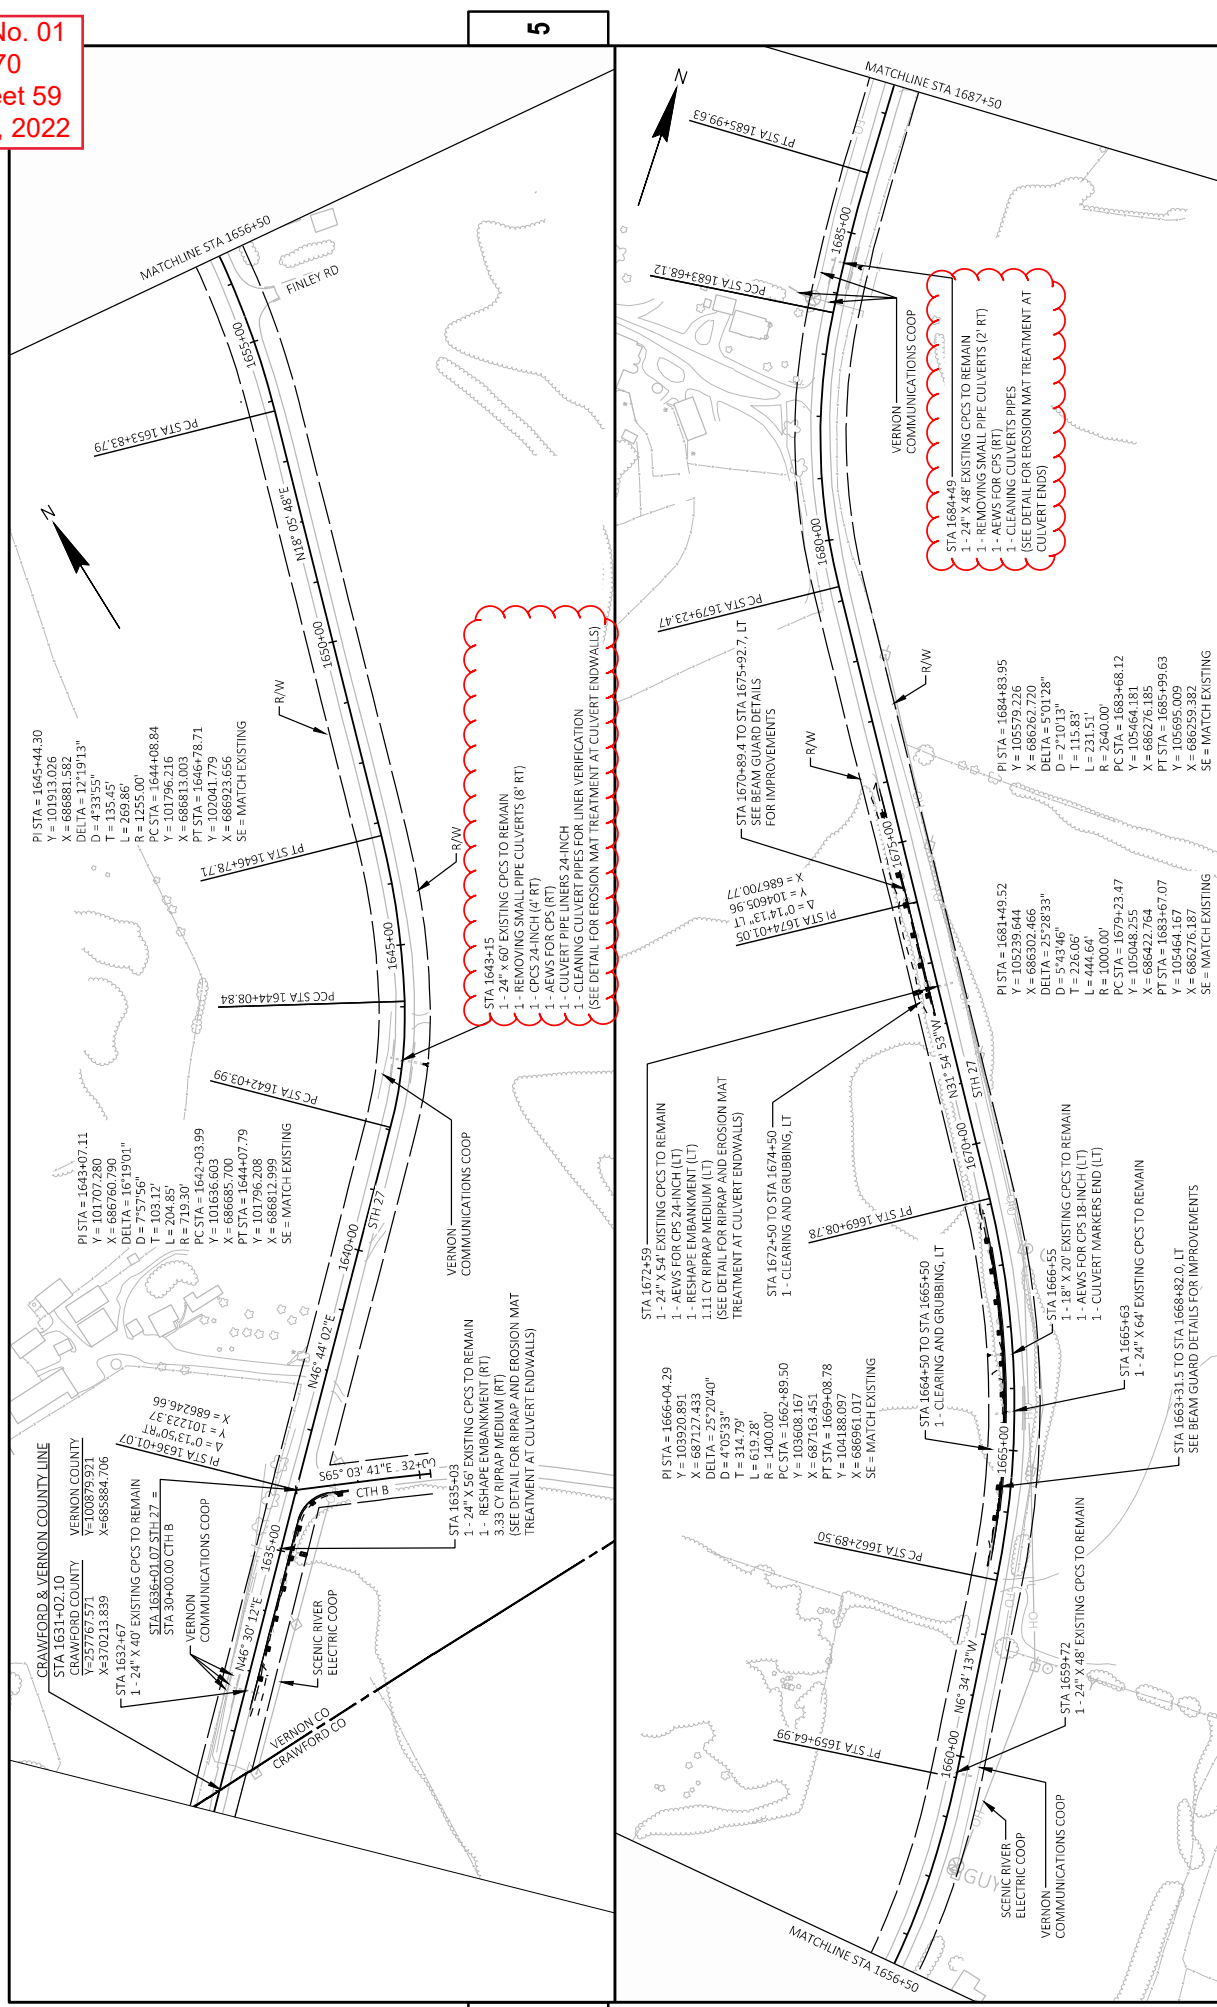 No. 01
70
eet 59
, 2022
5
CRAWFORD & VERNON COUNTY LINE
STA 1631+02.10
CRAWFORD COUNTY
Y=257767.571
X=370213.839
VERNON COUNTY
Y=100879.921
X=685884.706
STA 1632+67
1 - 24" X 40' EXISTING CPCS TO REMAIN
STA 1636+01.07 STH 27 =
STA 30+00.00 CTH B
VERNON
COMMUNICATIONS COOP
PI STA 1636+01.07
Δ = 0°13'50"RT
Y = 101223.37
X = 686246.66
N46° 30' 12"E
1635+00
SCENIC RIVER
ELECTRIC COOP
VERNON CO
CRAWFORD CO
S65° 03' 41"E
32+00
CTH B
STA 1635+03
1 - 24" X 56' EXISTING CPCS TO REMAIN
1 - RESHAPE EMBANKMENT (RT)
3.33 CY RIPRAP MEDIUM (RT)
(SEE DETAIL FOR RIPRAP AND EROSION MAT
TREATMENT AT CULVERT ENDWALLS)
N46° 44' 02"E
1640+00
STH 27
VERNON
COMMUNICATIONS COOP
PI STA = 1643+07.11
Y = 101707.280
X = 686760.790
DELTA = 16°19'01"
D = 7°57'56"
T = 103.12'
L = 204.85'
R = 719.30'
PC STA = 1642+03.99
Y = 101636.603
X = 686685.700
PT STA = 1644+07.79
Y = 101796.208
X = 686812.999
SE = MATCH EXISTING
PC STA 1642+03.99
PCC STA 1644+08.84
1645+00
STA 1643+15
1 - 24" X 60' EXISTING CPCS TO REMAIN
1 - REMOVING SMALL PIPE CULVERTS (8' RT)
1 - CPCS 24-INCH (4' RT)
1 - AEWS FOR CPS (RT)
1 - CULVERT PIPE LINERS 24-INCH
1 - CLEANING CULVERT PIPES FOR LINER VERIFICATION
(SEE DETAIL FOR EROSION MAT TREATMENT AT CULVERT ENDWALLS)
PI STA = 1645+44.30
Y = 101913.026
X = 686881.582
DELTA = 12°19'13"
D = 4°33'55"
T = 135.45'
L = 269.86'
R = 1255.00'
PC STA = 1644+08.84
Y = 101796.216
X = 686813.003
PT STA = 1646+78.71
Y = 102041.779
X = 686923.656
SE = MATCH EXISTING
PT STA 1646+78.71
R/W
R/W
1650+00
N18° 05' 48"E
N
PC STA 1653+83.79
1655+00
FINLEY RD
MATCHLINE STA 1656+50
MATCHLINE STA 1656+50
GUY
SCENIC RIVER
ELECTRIC COOP
VERNON
COMMUNICATIONS COOP
PT STA 1659+64.99
1660+00
STA 1659+72
1 - 24" X 48' EXISTING CPCS TO REMAIN
N6° 34' 13"W
PC STA 1662+89.50
1665+00
STA 1663+31.5 TO STA 1668+82.0, LT
SEE BEAM GUARD DETAILS FOR IMPROVEMENTS
STA 1664+50 TO STA 1665+50
1 - CLEARING AND GRUBBING, LT
STA 1665+63
1 - 24" X 64' EXISTING CPCS TO REMAIN
STA 1666+55
1 - 18" X 20' EXISTING CPCS TO REMAIN
1 - AEWS FOR CPS 18-INCH (LT)
1 - CULVERT MARKERS END (LT)
PI STA = 1666+04.29
Y = 103920.891
X = 687127.433
DELTA = 25°20'40"
D = 4°05'33"
T = 314.79'
L = 619.28'
R = 1400.00'
PC STA = 1662+89.50
Y = 103608.167
X = 687163.451
PT STA = 1669+08.78
Y = 104188.097
X = 686961.017
SE = MATCH EXISTING
PT STA 1669+08.78
1670+00
N31° 54' 53"W
STH 27
STA 1672+59
1 - 24" X 54' EXISTING CPCS TO REMAIN
1 - AEWS FOR CPS 24-INCH (LT)
1 - RESHAPE EMBANKMENT (LT)
1.11 CY RIPRAP MEDIUM (LT)
(SEE DETAIL FOR RIPRAP AND EROSION MAT
TREATMENT AT CULVERT ENDWALLS)
STA 1672+50 TO STA 1674+50
1 - CLEARING AND GRUBBING, LT
PI STA 1674+01.05
Δ = 0°14'13" LT
Y = 104605.96
X = 686700.77
1675+00
STA 1670+89.4 TO STA 1675+92.7, LT
SEE BEAM GUARD DETAILS
FOR IMPROVEMENTS
R/W
R/W
PI STA = 1681+49.52
Y = 105239.644
X = 686302.466
DELTA = 25°28'33"
D = 5°43'46"
T = 226.06'
L = 444.64'
R = 1000.00'
PC STA = 1679+23.47
Y = 105048.255
X = 686422.764
PT STA = 1683+67.07
Y = 105464.167
X = 686276.187
SE = MATCH EXISTING
PI STA = 1684+83.95
Y = 105579.226
X = 686262.720
DELTA = 5°01'28"
D = 2°10'13"
T = 115.83'
L = 231.51'
R = 2640.00'
PC STA = 1683+68.12
Y = 105464.181
X = 686276.185
PT STA = 1685+99.63
Y = 105695.009
X = 686259.382
SE = MATCH EXISTING
PC STA 1679+23.47
1680+00
STA 1684+49
1 - 24" X 48' EXISTING CPCS TO REMAIN
1 - REMOVING SMALL PIPE CULVERTS (2' RT)
1 - AEWS FOR CPS (RT)
1 - CLEANING CULVERTS PIPES
(SEE DETAIL FOR EROSION MAT TREATMENT AT
CULVERT ENDS)
VERNON
COMMUNICATIONS COOP
PCC STA 1683+68.12
1685+00
PT STA 1685+99.63
N
MATCHLINE STA 1687+50